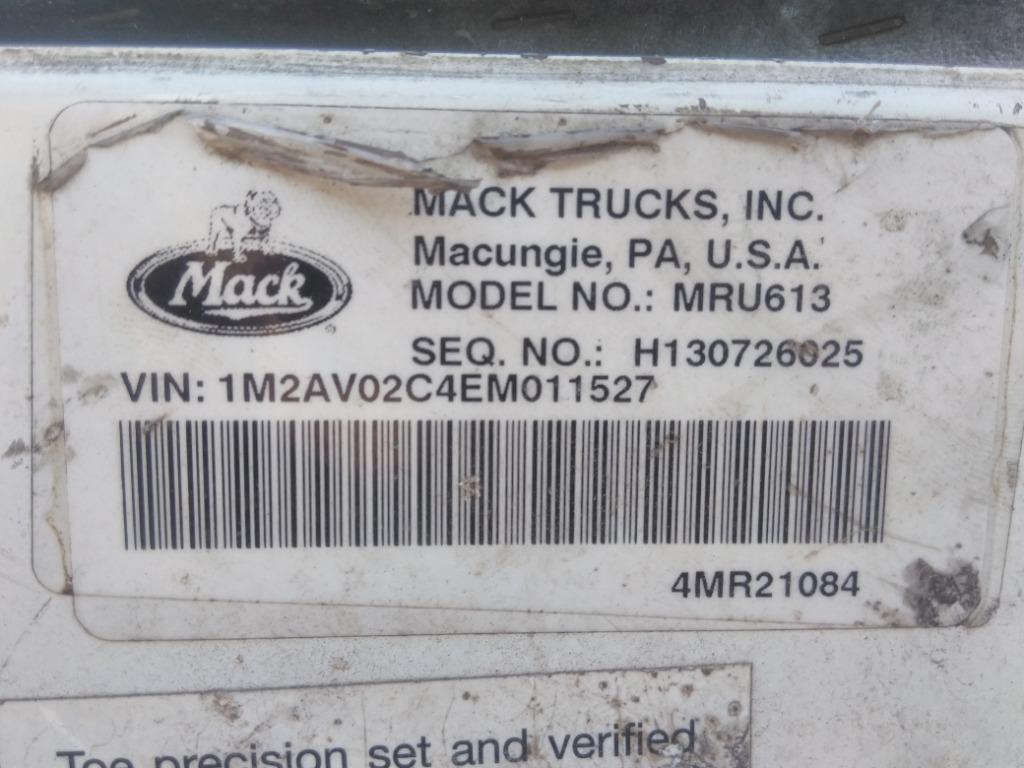 MACK TRUCKS, INC.
Macungie, PA, U.S.A.
Mack
MODEL NO.: MRU613
SEQ. NO.: H130726025
VIN: 1M2AV02C4EM011527
4MR21084
Toe precision set and verified